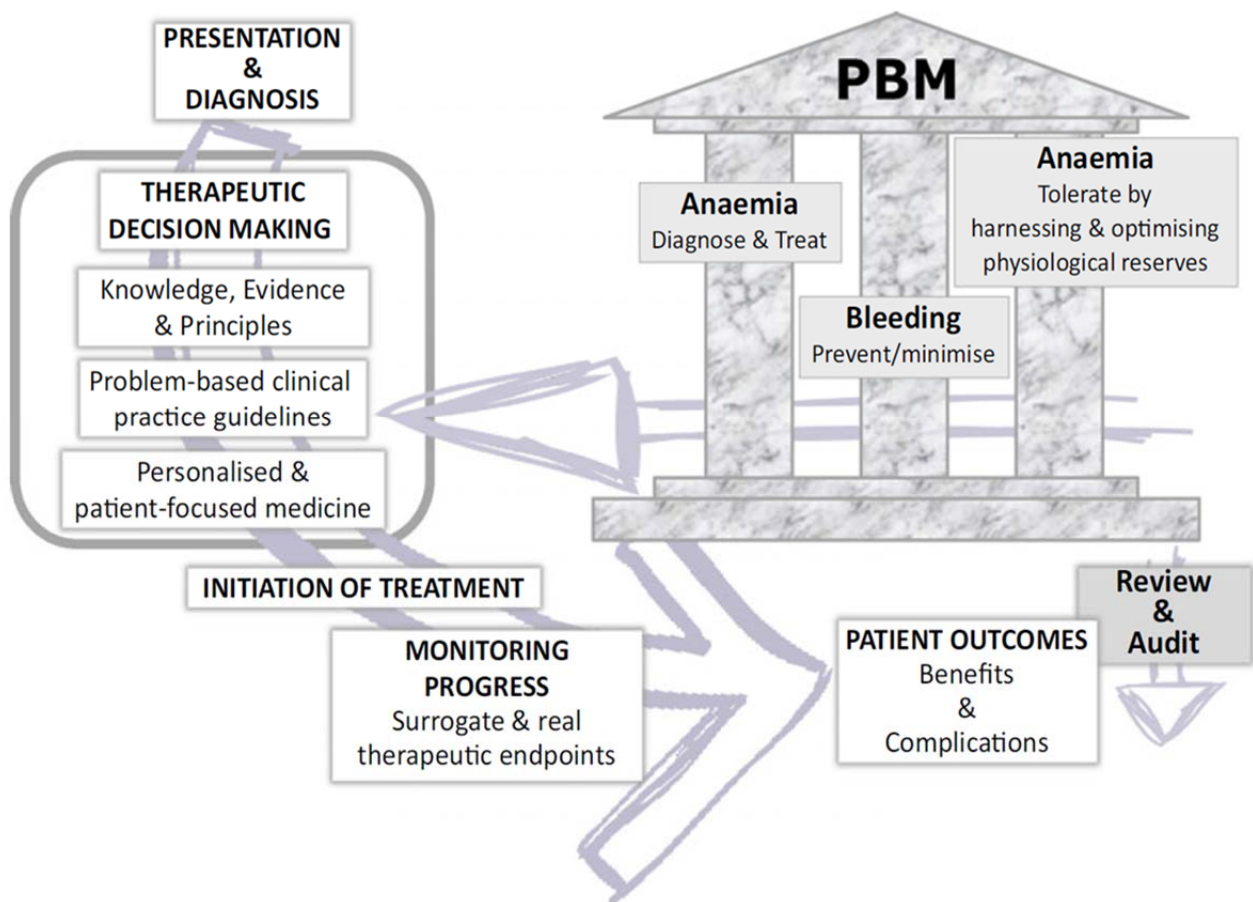 PRESENTATION
&
DIAGNOSIS
THERAPEUTIC
DECISION MAKING
Knowledge, Evidence
& Principles
Problem-based clinical
practice guidelines
Personalised &
patient-focused medicine
INITIATION OF TREATMENT
MONITORING
PROGRESS
Surrogate & real
therapeutic endpoints
PBM
Anaemia
Diagnose & Treat
Bleeding
Prevent/minimise
Anaemia
Tolerate by
harnessing & optimising
physiological reserves
PATIENT OUTCOMES
Benefits
&
Complications
Review
&
Audit